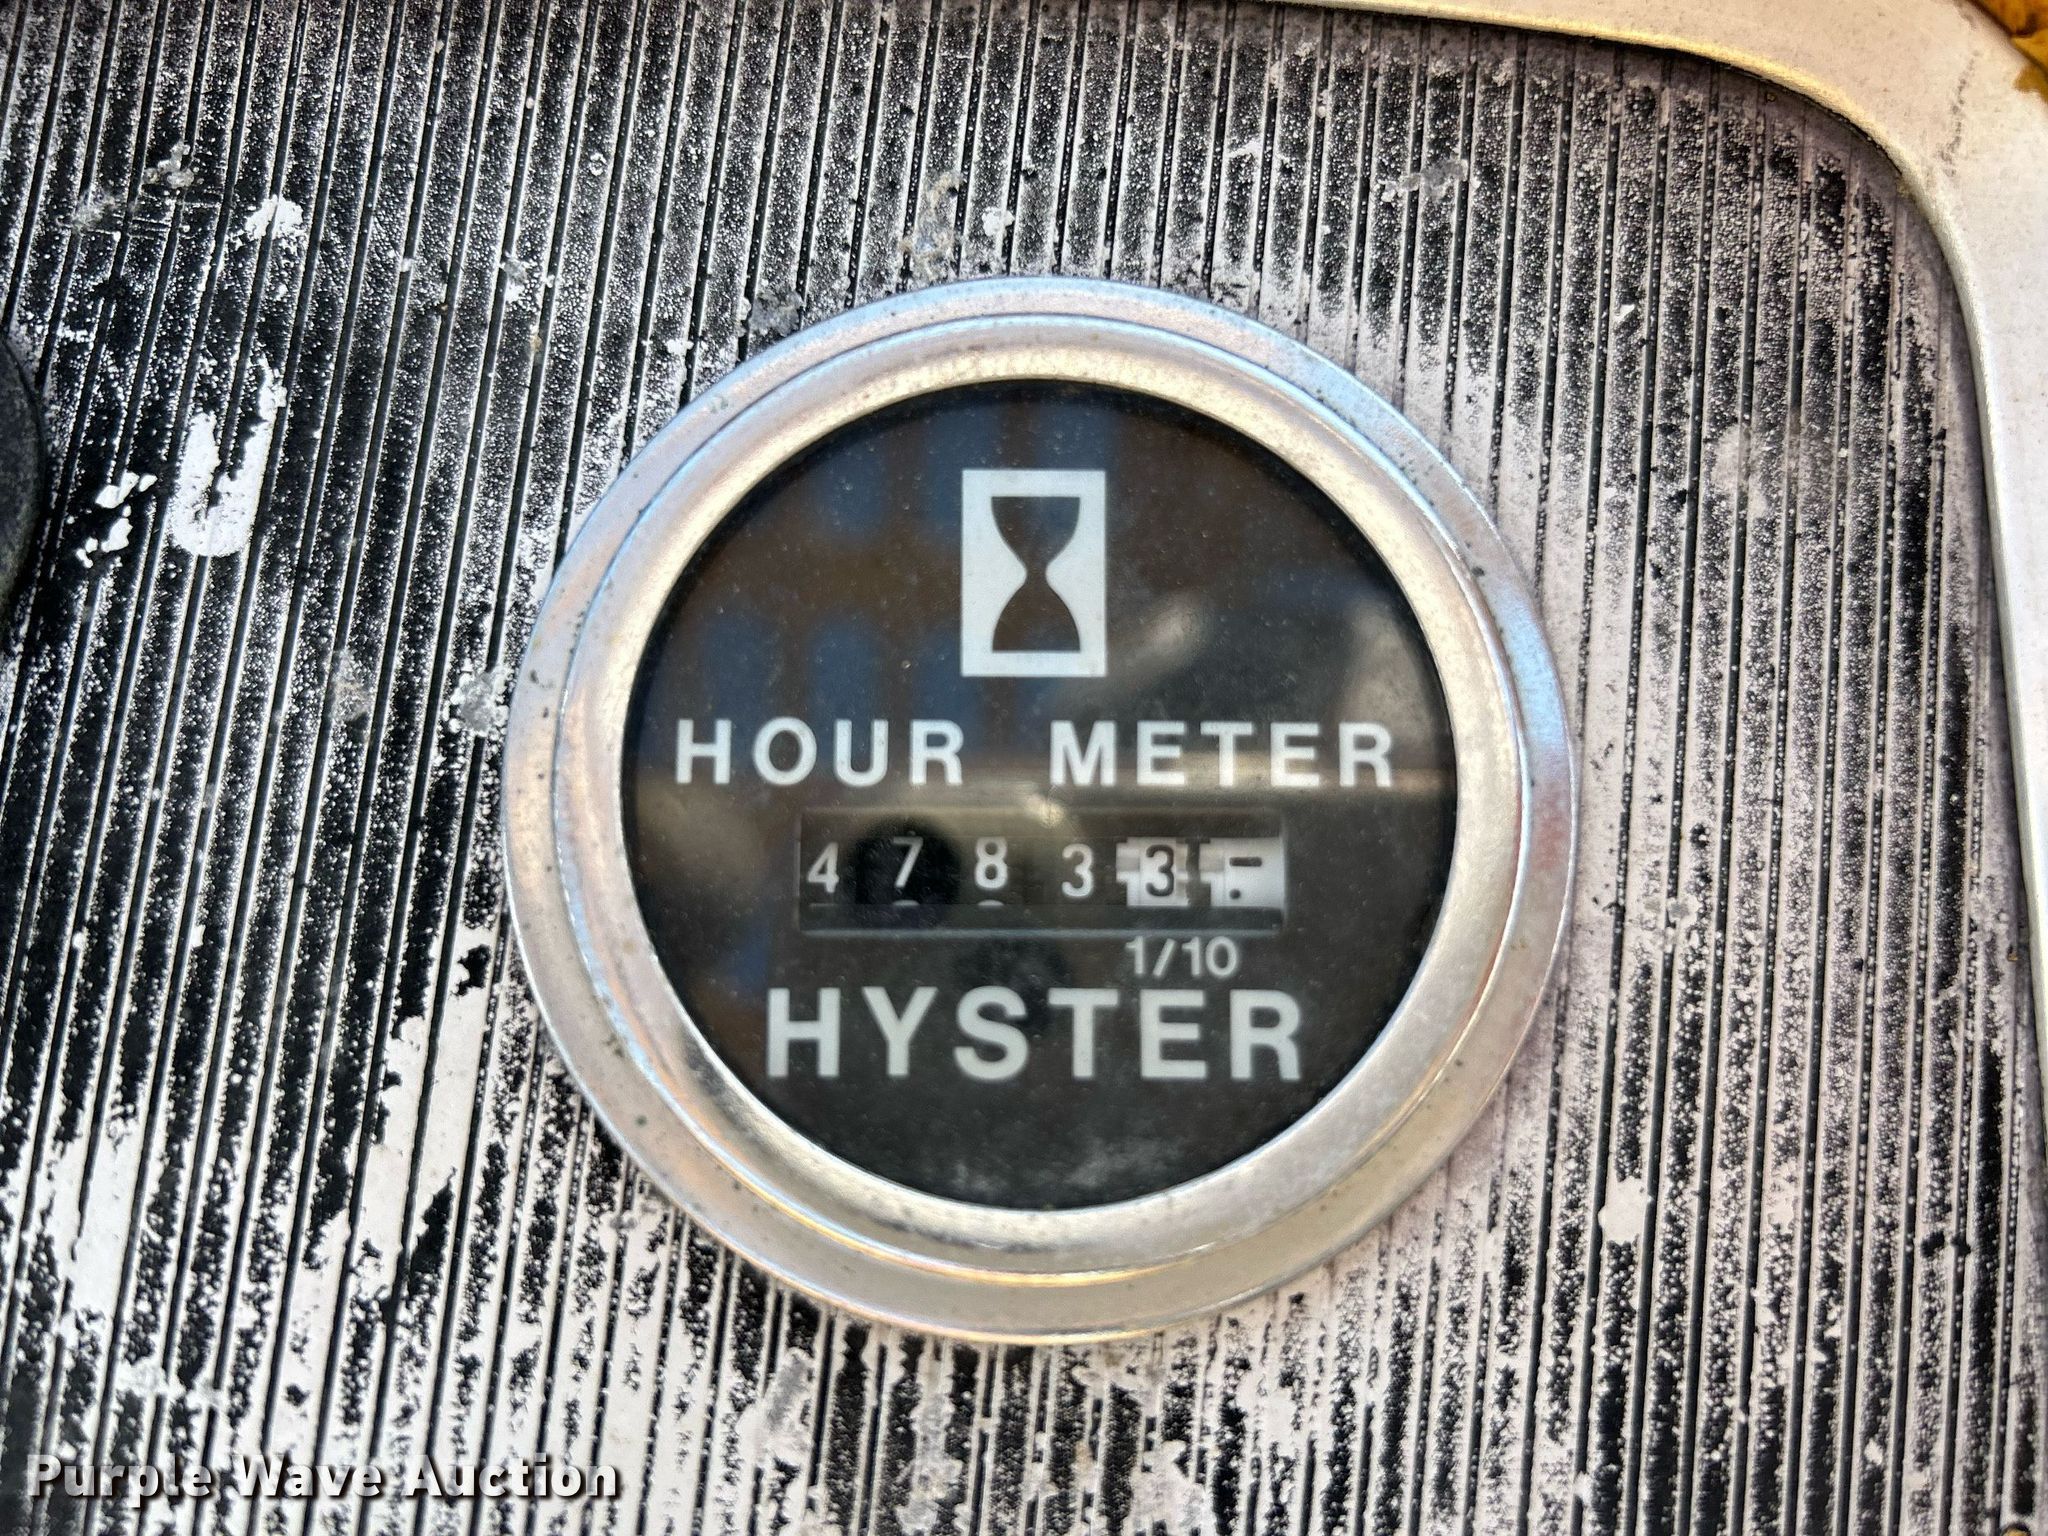 HOUR METER
4 7 8 3 3
1/10
HYSTER
Purple Wave Auction